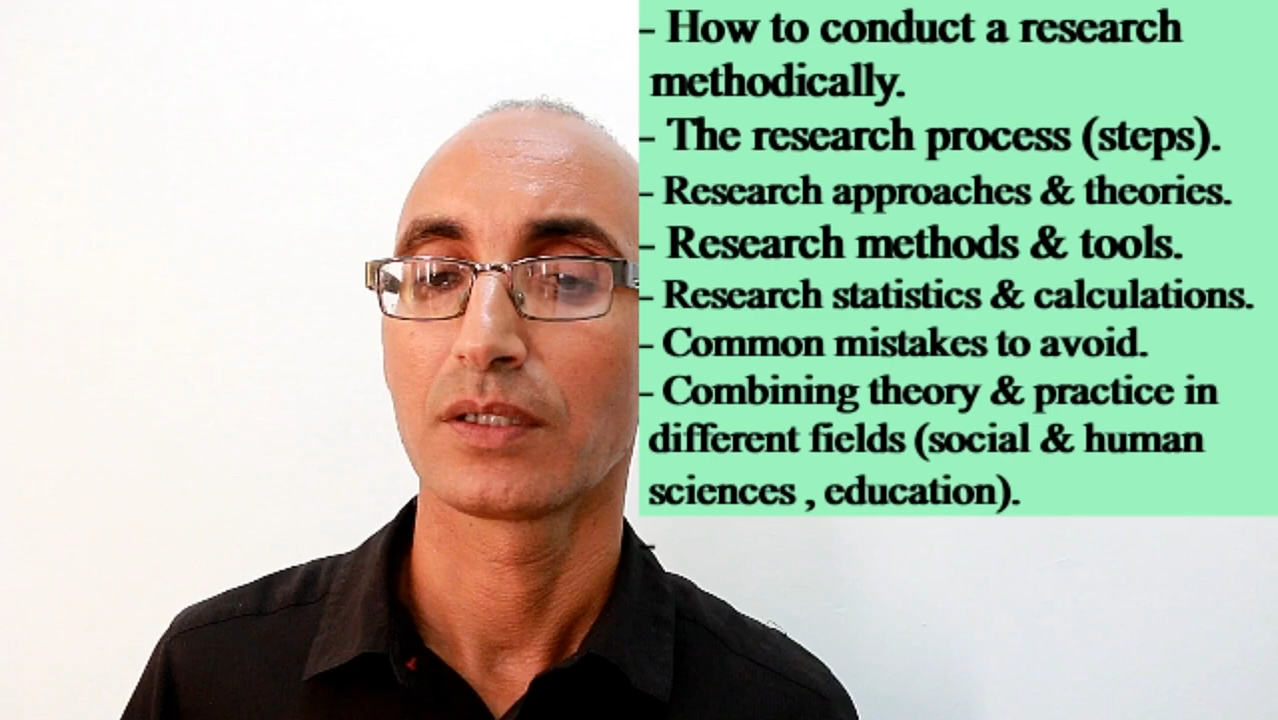 - How to conduct a research
methodically.
- The research process (steps).
- Research approaches & theories.
- Research methods & tools.
- Research statistics & calculations.
- Common mistakes to avoid.
- Combining theory & practice in
different fields (social & human
sciences , education).
-